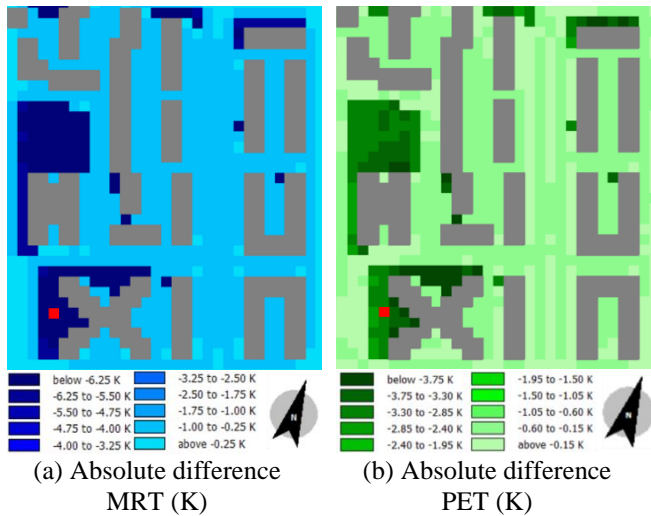 below -6.25 K
-6.25 to -5.50 K
-5.50 to -4.75 K
-4.75 to -4.00 K
-4.00 to -3.25 K
-3.25 to -2.50 K
-2.50 to -1.75 K
-1.75 to -1.00 K
-1.00 to -0.25 K
above -0.25 K
N
below -3.75 K
-3.75 to -3.30 K
-3.30 to -2.85 K
-2.85 to -2.40 K
-2.40 to -1.95 K
-1.95 to -1.50 K
-1.50 to -1.05 K
-1.05 to -0.60 K
-0.60 to -0.15 K
above -0.15 K
N
(a) Absolute difference
MRT (K)
(b) Absolute difference
PET (K)